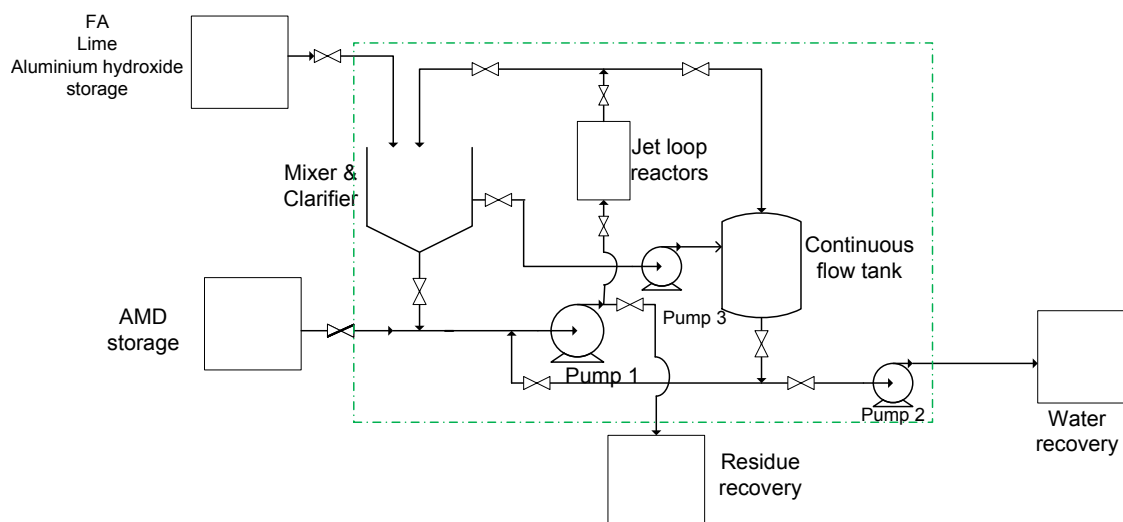 FA
Lime
Aluminium hydroxide
storage
Mixer &
Clarifier
Jet loop
reactors
Continuous
flow tank
AMD
storage
Pump 3
Pump 1
Pump 2
Water
recovery
Residue
recovery